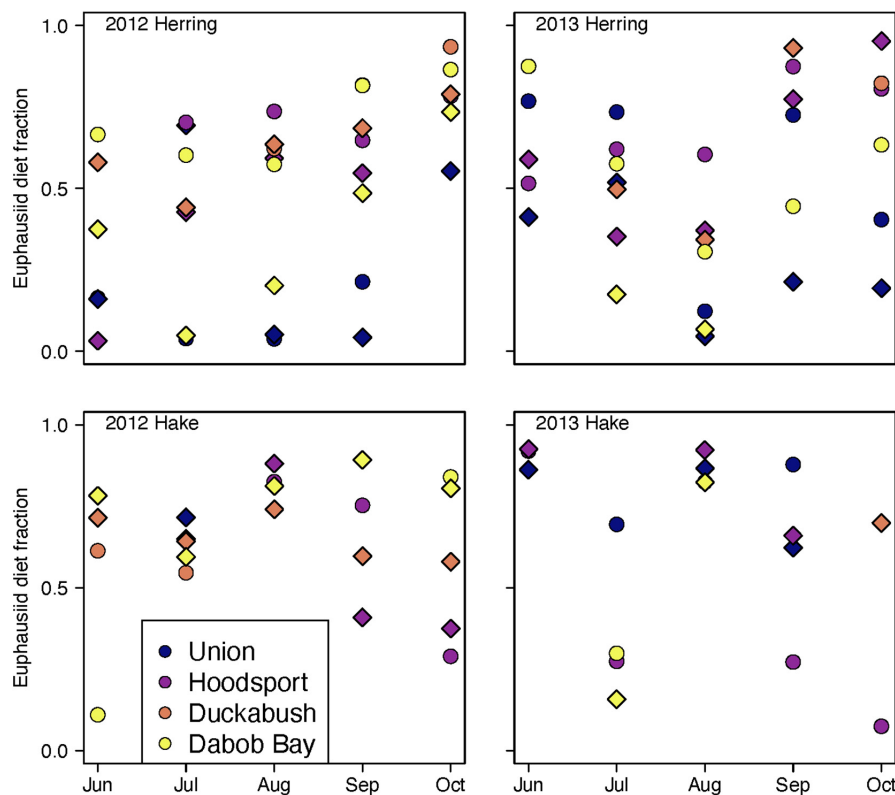 2012 Herring
2013 Herring
Euphausiid diet fraction
1.0
0.5
0.0
2012 Hake
2013 Hake
Euphausiid diet fraction
1.0
0.5
0.0
Union
Hoodsport
Duckabush
Dabob Bay
Jun Jul Aug Sep Oct
Jun Jul Aug Sep Oct